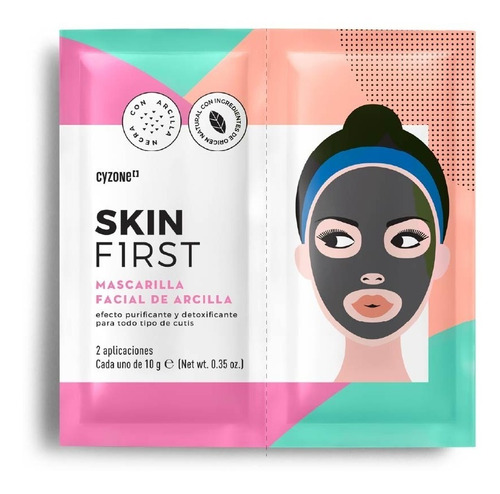 NEGRA CON ARCILLA
NATURAL CON INGREDIENTES DE ORIGEN
cyzone
SKIN
F1RST
MASCARILLA
FACIAL DE ARCILLA
efecto purificante y detoxificante
para todo tipo de cutis
2 aplicaciones
Cada uno de 10 g ℮ (Net wt. 0.35 oz.)